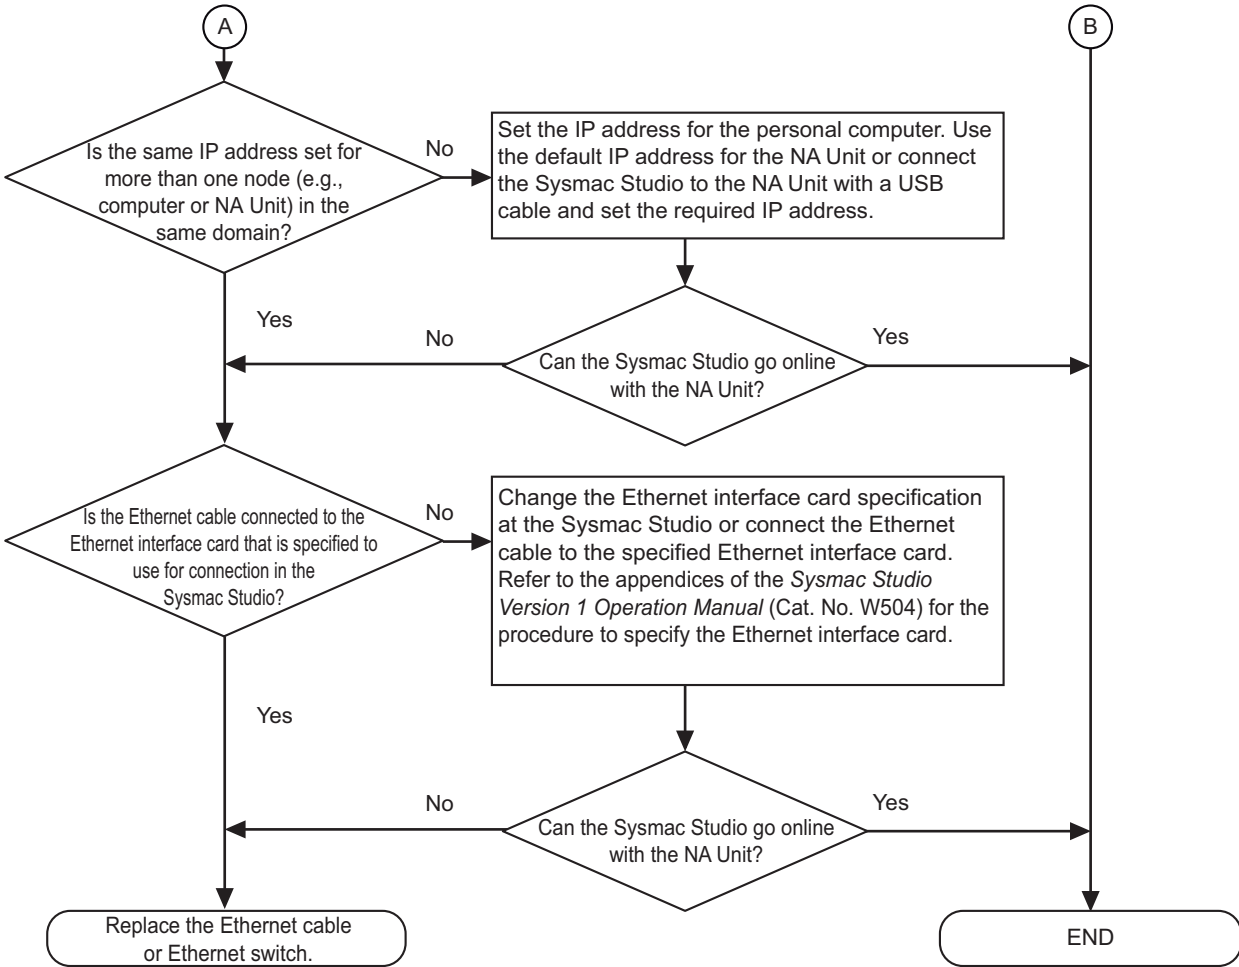 A
B
Is the same IP address set for
more than one node (e.g.,
computer or NA Unit) in the
same domain?
No
Set the IP address for the personal computer. Use
the default IP address for the NA Unit or connect
the Sysmac Studio to the NA Unit with a USB
cable and set the required IP address.
Yes
No
Can the Sysmac Studio go online
with the NA Unit?
Yes
Is the Ethernet cable connected to the
Ethernet interface card that is specified to
use for connection in the
Sysmac Studio?
No
Change the Ethernet interface card specification
at the Sysmac Studio or connect the Ethernet
cable to the specified Ethernet interface card.
Refer to the appendices of the Sysmac Studio
Version 1 Operation Manual (Cat. No. W504) for the
procedure to specify the Ethernet interface card.
Yes
No
Can the Sysmac Studio go online
with the NA Unit?
Yes
Replace the Ethernet cable
or Ethernet switch.
END